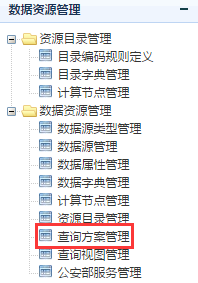 数据资源管理
资源目录管理
目录编码规则定义
目录字典管理
计算节点管理
数据资源管理
数据源类型管理
数据源管理
数据属性管理
数据字典管理
计算节点管理
资源目录管理
查询方案管理
查询视图管理
公安部服务管理